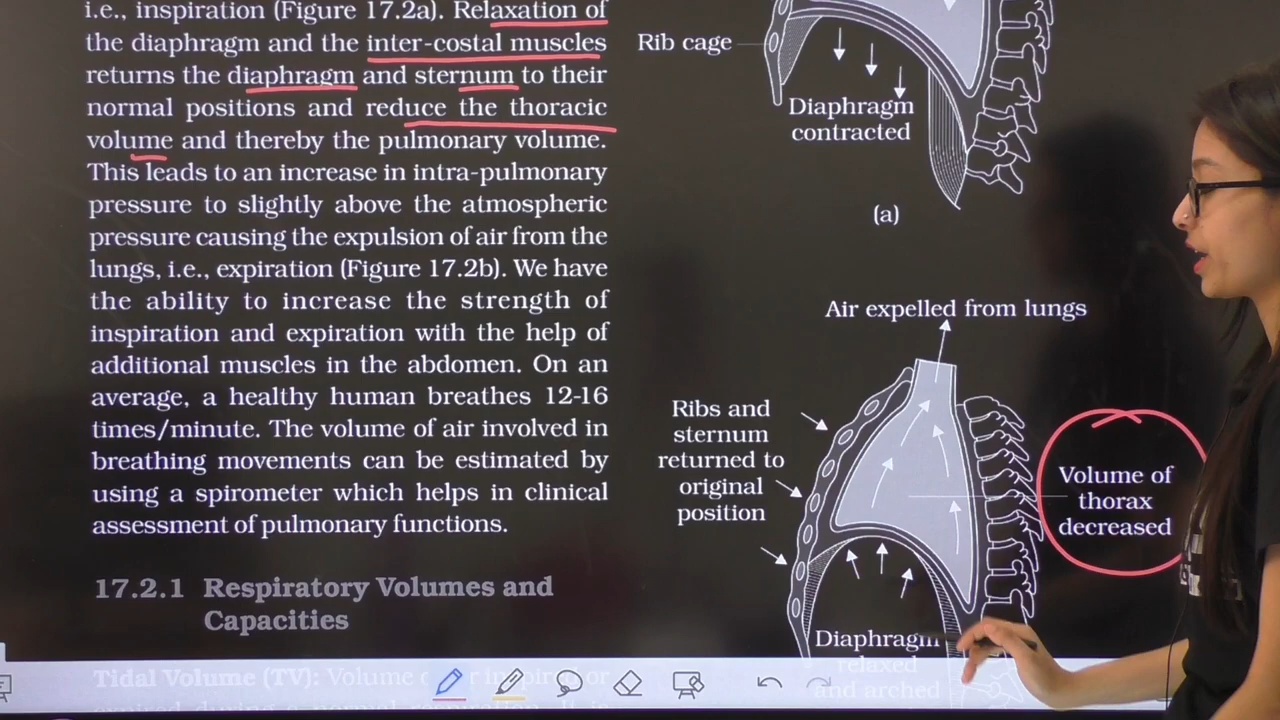 i.e., inspiration (Figure 17.2a). Relaxation of
the diaphragm and the inter-costal muscles
returns the diaphragm and sternum to their
normal positions and reduce the thoracic
volume and thereby the pulmonary volume.
This leads to an increase in intra-pulmonary
pressure to slightly above the atmospheric
pressure causing the expulsion of air from the
lungs, i.e., expiration (Figure 17.2b). We have
the ability to increase the strength of
inspiration and expiration with the help of
additional muscles in the abdomen. On an
average, a healthy human breathes 12-16
times/minute. The volume of air involved in
breathing movements can be estimated by
using a spirometer which helps in clinical
assessment of pulmonary functions.
17.2.1 Respiratory Volumes and
Capacities
Tidal Volume (TV): Volume
Rib cage
Diaphragm
contracted
(a)
Air expelled from lungs
Ribs and
sternum
returned to
original
position
Volume of
thorax
decreased
Diaphragm
relaxed
and arched